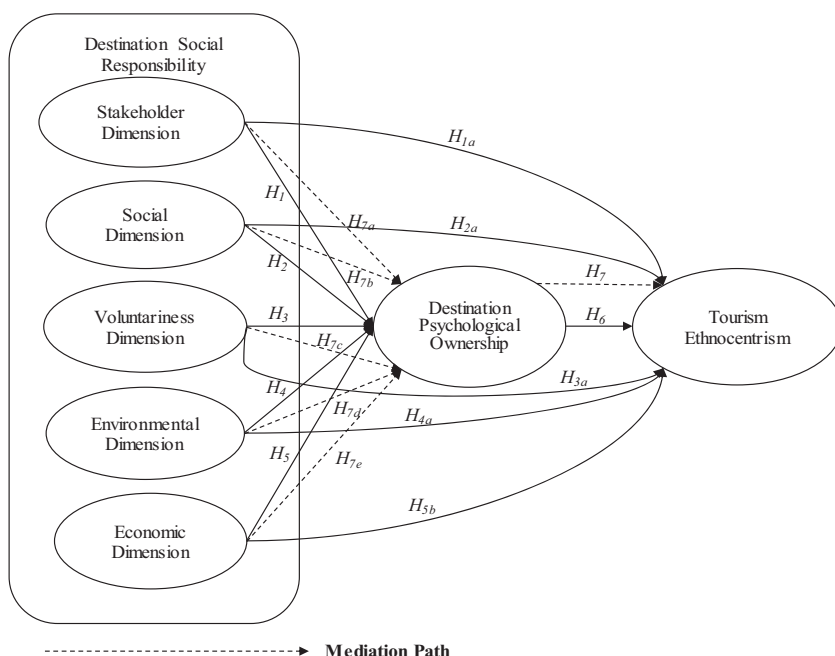 Destination Social
Responsibility
Stakeholder
Dimension
H1a
H1
Social
Dimension
H2a
H7a
H2
H7b
H7
Voluntariness
Dimension
H3
H7c
Destination
Psychological
Ownership
H6
Tourism
Ethnocentrism
H3a
H4
Environmental
Dimension
H7d
H4a
H5
H7e
Economic
Dimension
H5b
Mediation Path